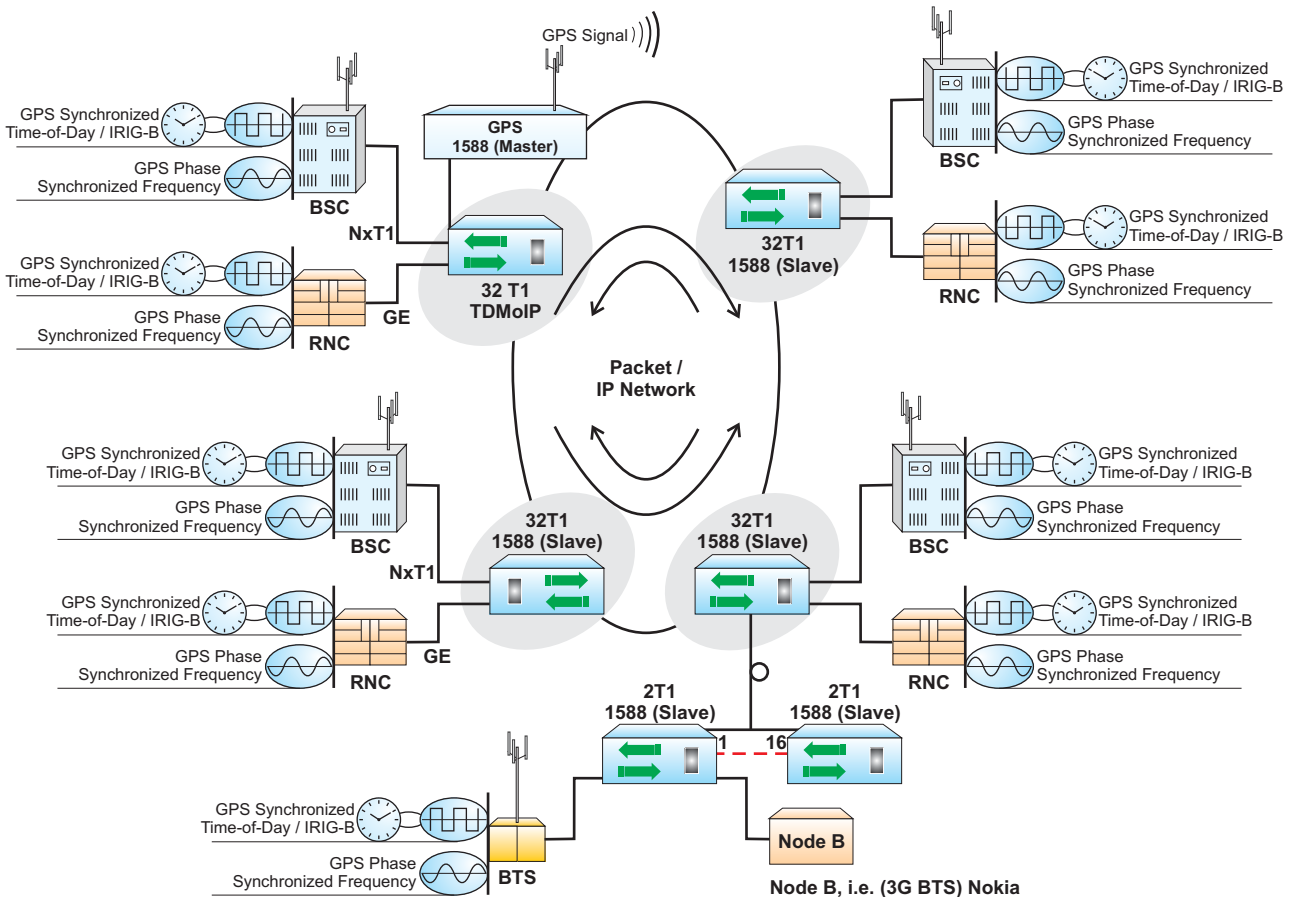 GPS Signal
GPS Synchronized
Time-of-Day / IRIG-B
GPS Phase
Synchronized Frequency
BSC
GPS
1588 (Master)
GPS Synchronized
Time-of-Day / IRIG-B
GPS Phase
Synchronized Frequency
BSC
NxT1
GPS Synchronized
Time-of-Day / IRIG-B
GPS Phase
Synchronized Frequency
RNC
GE
32 T1
TDMoIP
32T1
1588 (Slave)
GPS Synchronized
Time-of-Day / IRIG-B
GPS Phase
Synchronized Frequency
RNC
Packet /
IP Network
GPS Synchronized
Time-of-Day / IRIG-B
GPS Phase
Synchronized Frequency
BSC
NxT1
32T1
1588 (Slave)
32T1
1588 (Slave)
GPS Synchronized
Time-of-Day / IRIG-B
GPS Phase
Synchronized Frequency
BSC
GPS Synchronized
Time-of-Day / IRIG-B
GPS Phase
Synchronized Frequency
RNC
GE
GPS Synchronized
Time-of-Day / IRIG-B
GPS Phase
Synchronized Frequency
RNC
2T1
1588 (Slave)
2T1
1588 (Slave)
1
16
GPS Synchronized
Time-of-Day / IRIG-B
GPS Phase
Synchronized Frequency
BTS
Node B
Node B, i.e. (3G BTS) Nokia